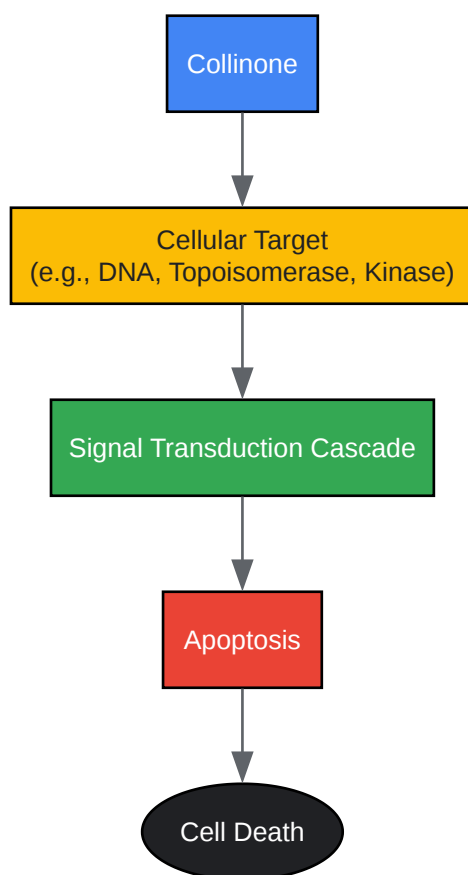 Collinone
Cellular Target
(e.g., DNA, Topoisomerase, Kinase)
Signal Transduction Cascade
Apoptosis
Cell Death